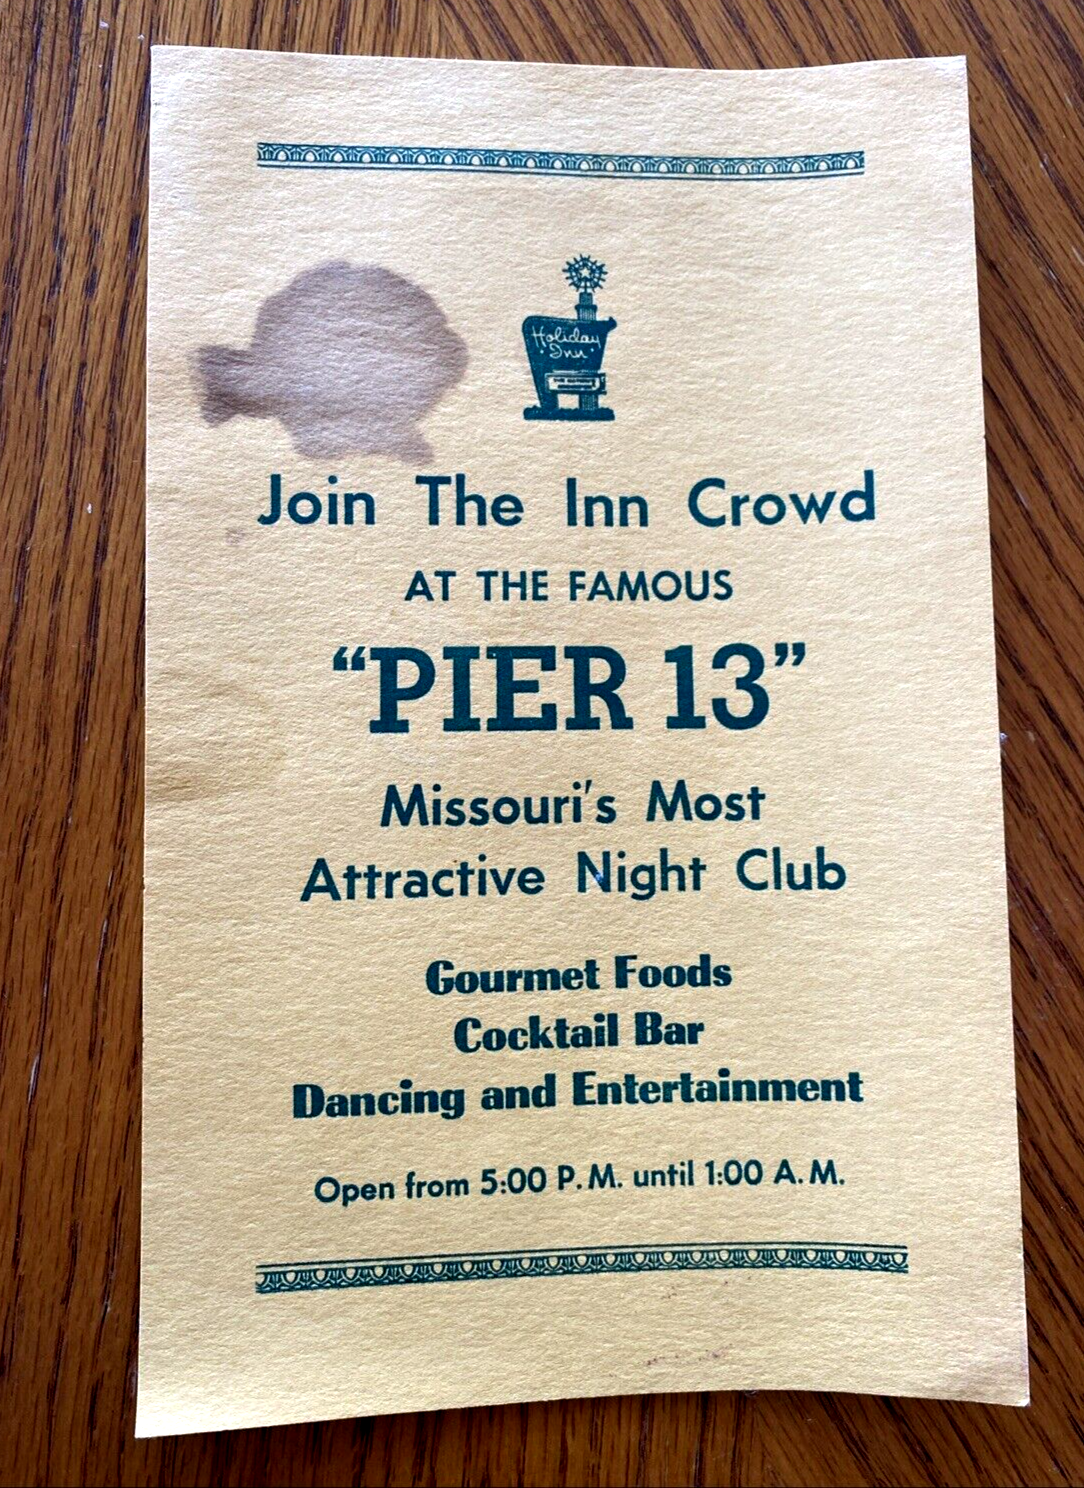 Holiday
Inn
Join The Inn Crowd
AT THE FAMOUS
“PIER 13”
Missouri's Most
Attractive Night Club
Gourmet Foods
Cocktail Bar
Dancing and Entertainment
Open from 5:00 P.M. until 1:00 A.M.